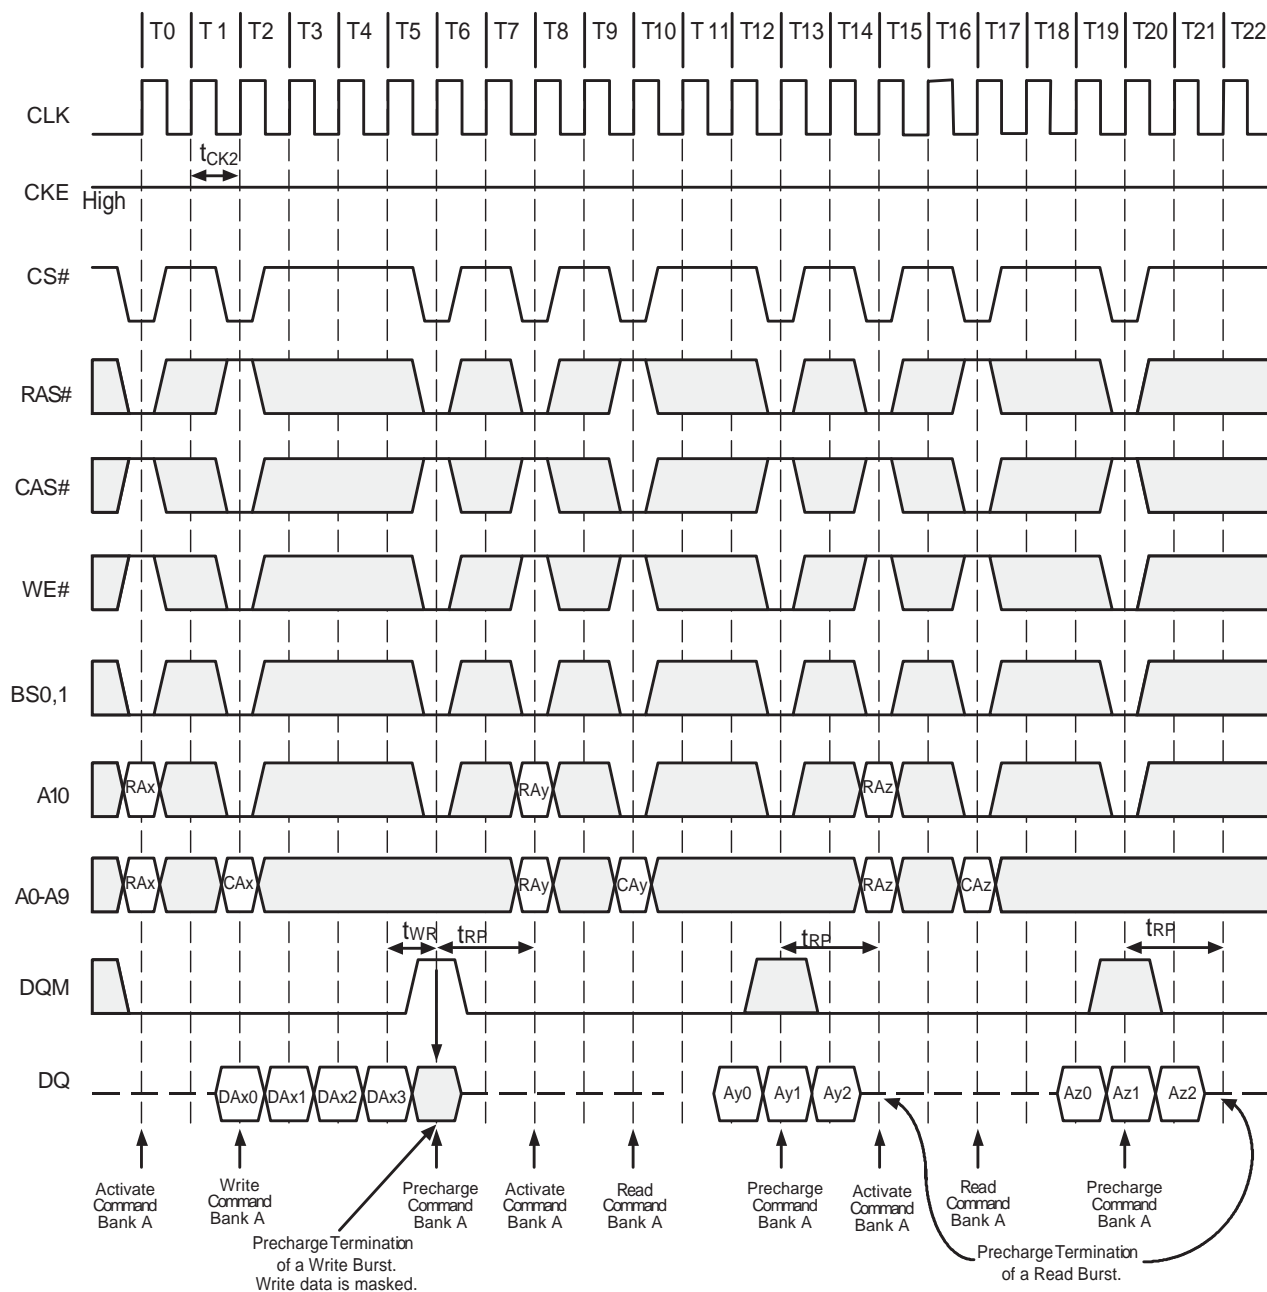 T0 T1 T2 T3 T4 T5 T6 T7 T8 T9 T10 T11 T12 T13 T14 T15 T16 T17 T18 T19 T20 T21 T22
CLK
tCK2
CKE High
CS#
RAS#
CAS#
WE#
BS0,1
A10 RAx RAy RAz
A0-A9 RAx CAx RAy CAy RAz CAz
tWR tRP tRP tRP
DQM
DQ DAx0 DAx1 DAx2 DAx3 Ay0 Ay1 Ay2 Az0 Az1 Az2
Activate
Command
Bank A
Write
Command
Bank A
Precharge
Command
Bank A
Activate
Command
Bank A
Read
Command
Bank A
Precharge
Command
Bank A
Activate
Command
Bank A
Read
Command
Bank A
Precharge
Command
Bank A
Precharge Termination
of a Write Burst.
Write data is masked.
Precharge Termination
of a Read Burst.